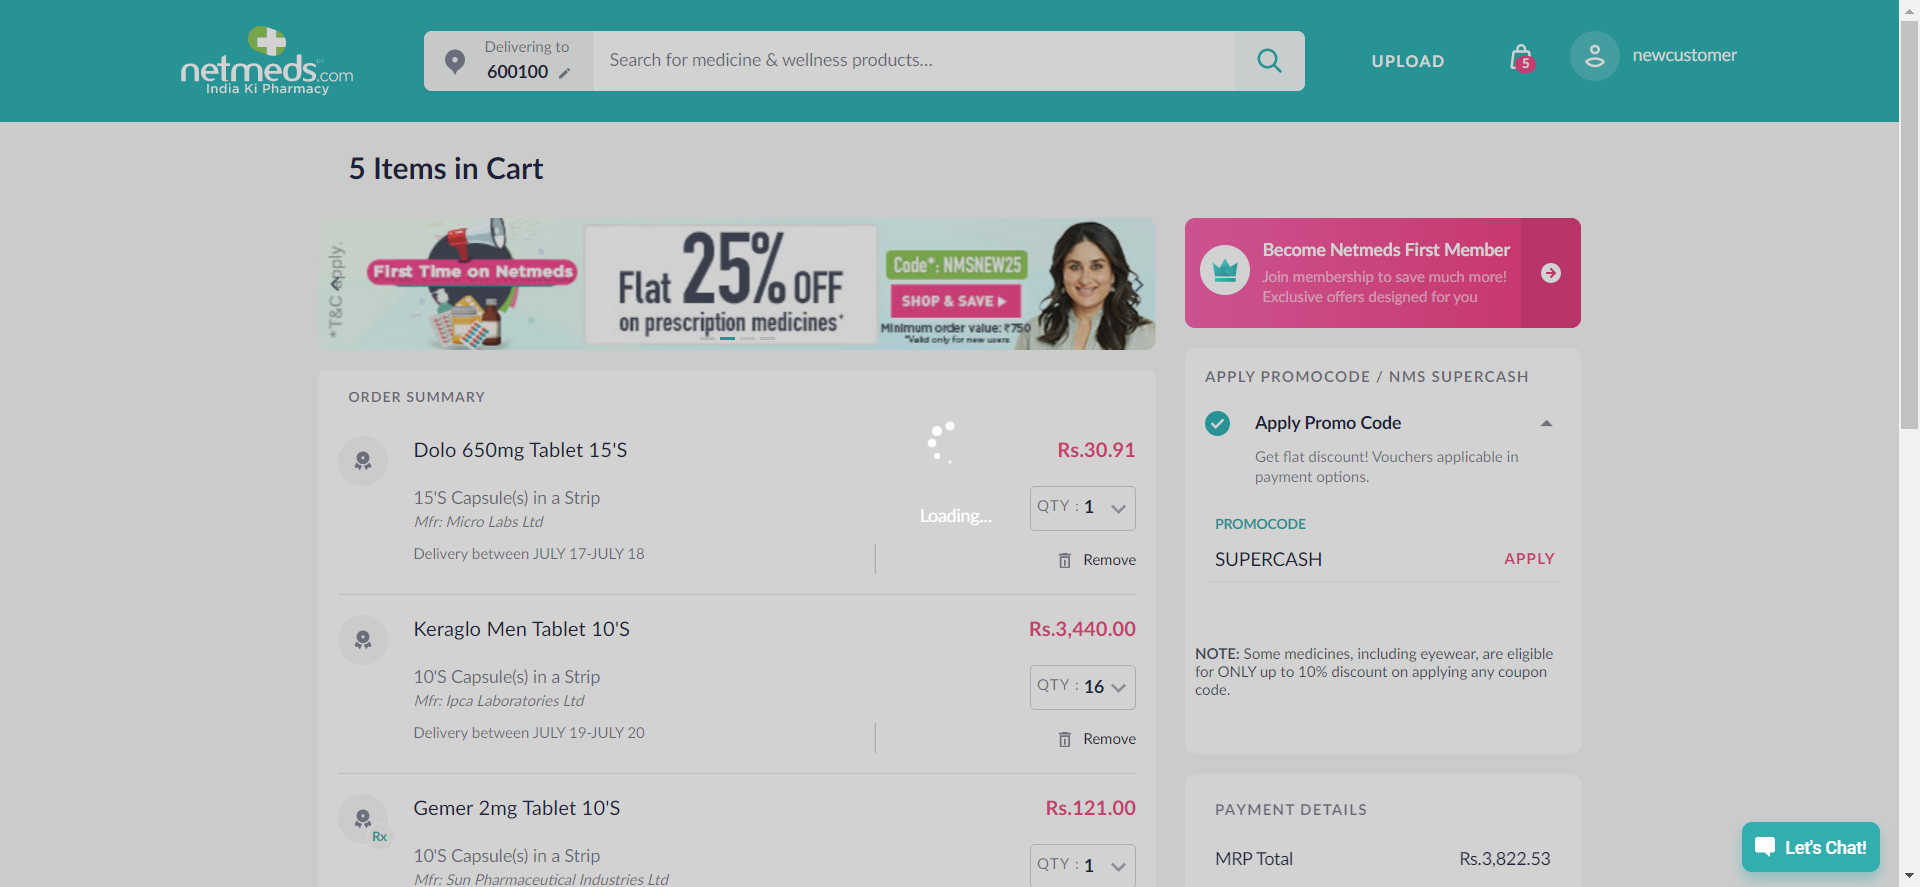 netmeds.com
India Ki Pharmacy
Delivering to
600100
Search for medicine & wellness products...
UPLOAD
5
newcustomer
5 Items in Cart
*T&C apply.
First Time on Netmeds
Flat 25% OFF
on prescription medicines*
Code*: NMSNEW25
SHOP & SAVE
Minimum order value: ₹750
*Valid only for new users
Become Netmeds First Member
Join membership to save much more!
Exclusive offers designed for you
ORDER SUMMARY
Dolo 650mg Tablet 15'S
Rs.30.91
15'S Capsule(s) in a Strip
QTY : 1
Mfr: Micro Labs Ltd
Delivery between JULY 17-JULY 18
Remove
Loading...
Keraglo Men Tablet 10'S
Rs.3,440.00
10'S Capsule(s) in a Strip
QTY : 16
Mfr: Ipca Laboratories Ltd
Delivery between JULY 19-JULY 20
Remove
Gemer 2mg Tablet 10'S
Rs.121.00
Rx
10'S Capsule(s) in a Strip
QTY : 1
Mfr: Sun Pharmaceutical Industries Ltd
APPLY PROMOCODE / NMS SUPERCASH
Apply Promo Code
Get flat discount! Vouchers applicable in
payment options.
PROMOCODE
SUPERCASH
APPLY
NOTE: Some medicines, including eyewear, are eligible
for ONLY up to 10% discount on applying any coupon
code.
PAYMENT DETAILS
MRP Total
Rs.3,822.53
Let's Chat!